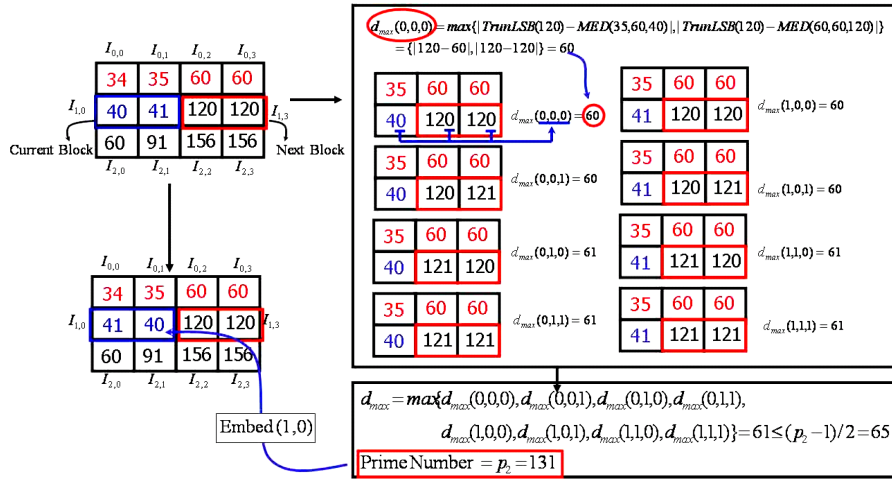 I0,0 I0,1 I0,2 I0,3
34 35 60 60
I1,0 40 41 120 120 I1,3
Current Block 60 91 156 156 Next Block
I2,0 I2,1 I2,2 I2,3
I0,0 I0,1 I0,2 I0,3
34 35 60 60
I1,0 41 40 120 120 I1,3
60 91 156 156
I2,0 I2,1 I2,2 I2,3
Embed (1,0)
dmax(0,0,0)=max{|TrunLSB(120)−MED(35,60,40)|,|TrunLSB(120)−MED(60,60,120)|}
={|120−60|,|120−120|}=60
35 60 60
40 120 120 dmax(0,0,0)=60
35 60 60
40 120 121 dmax(0,0,1)=60
35 60 60
40 121 120 dmax(0,1,0)=61
35 60 60
40 121 121 dmax(0,1,1)=61
35 60 60
41 120 120 dmax(1,0,0)=60
35 60 60
41 120 121 dmax(1,0,1)=60
35 60 60
41 121 120 dmax(1,1,0)=61
35 60 60
41 121 121 dmax(1,1,1)=61
dmax=max{dmax(0,0,0),dmax(0,0,1),dmax(0,1,0),dmax(0,1,1),
dmax(1,0,0),dmax(1,0,1),dmax(1,1,0),dmax(1,1,1)}=61≤(p2−1)/2=65
Prime Number = p2=131